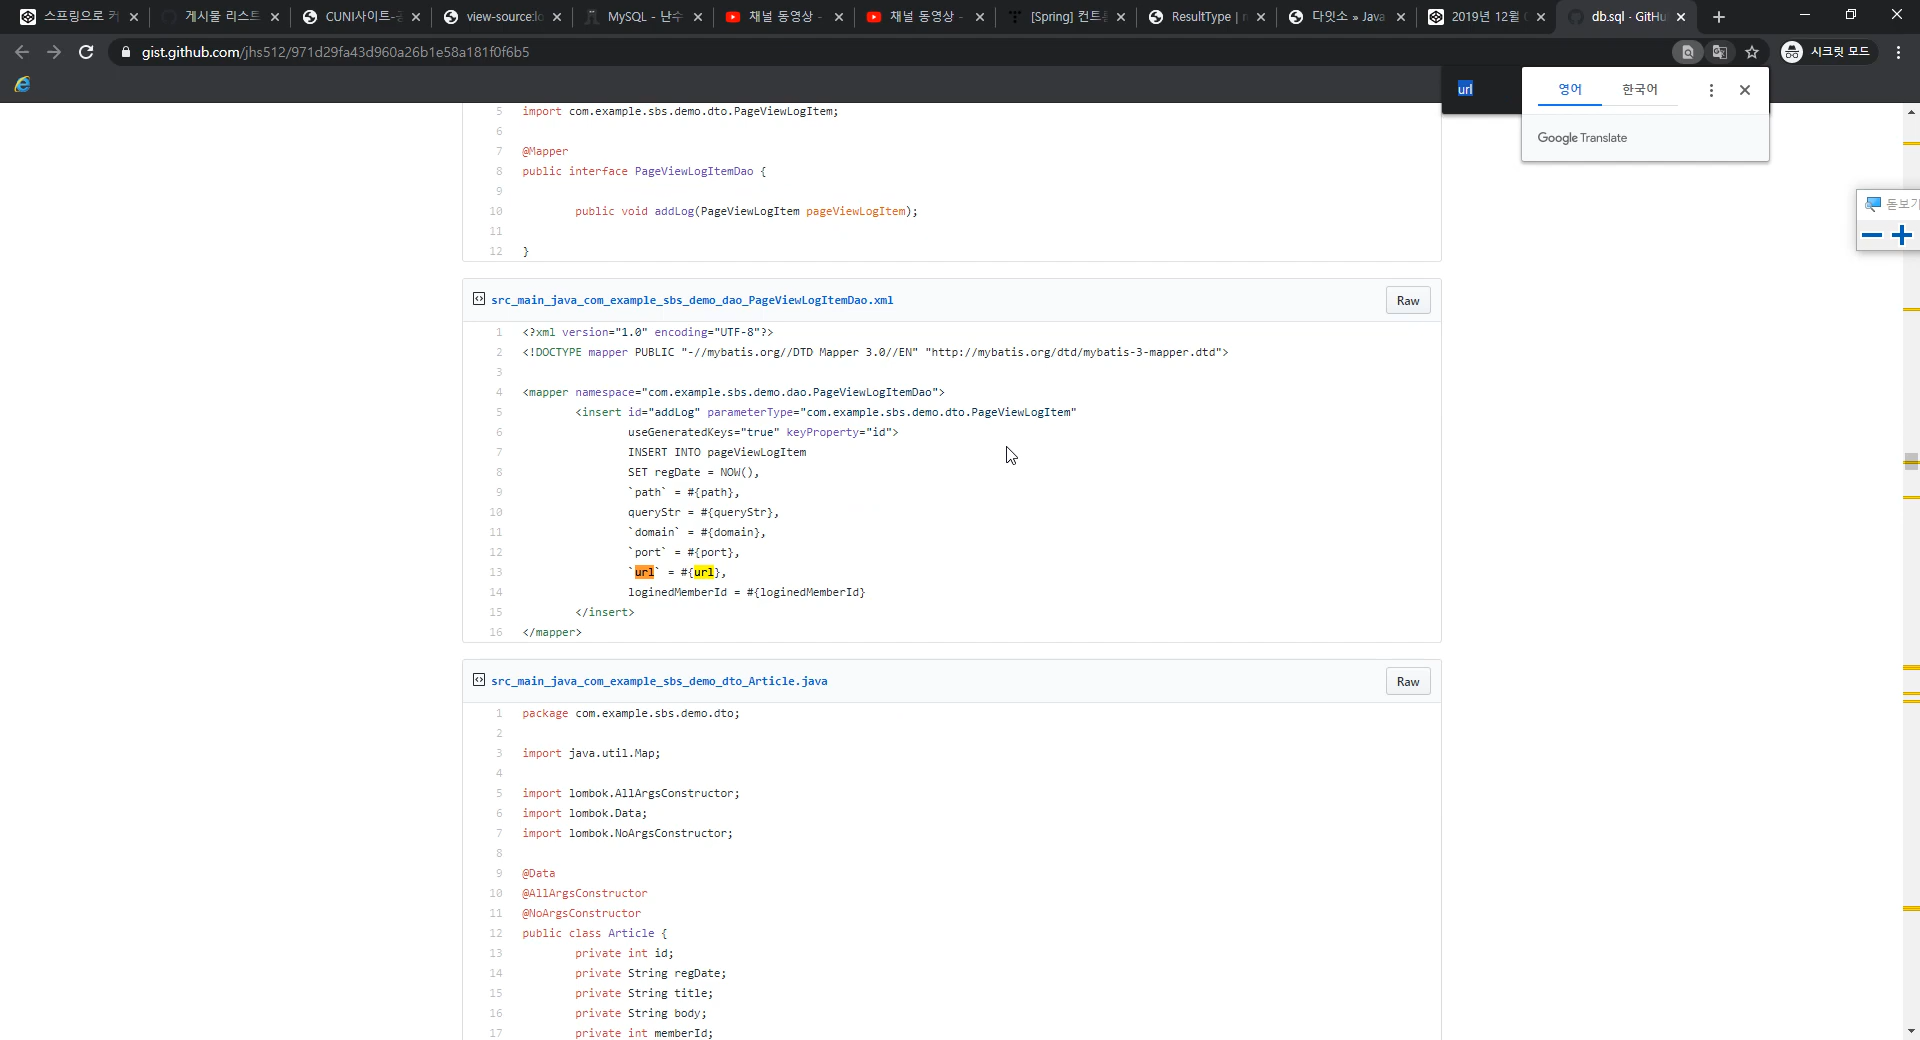 스프링으로 커
게시물 리스트
CUNI사이트-공
view-source:lo
MySQL - 난수
채널 동영상 -
채널 동영상 -
[Spring] 컨트롤
ResultType | m
다잇소 » Java
2019년 12월
db.sql · GitHu
gist.github.com/jhs512/971d29fa43d960a26b1e58a181f0f6b5
시크릿 모드
url
영어
한국어
Google Translate
돋보기
5 import com.example.sbs.demo.dto.PageViewLogItem;
6
7 @Mapper
8 public interface PageViewLogItemDao {
9
10 public void addLog(PageViewLogItem pageViewLogItem);
11
12 }
src_main_java_com_example_sbs_demo_dao_PageViewLogItemDao.xml
Raw
1 <?xml version="1.0" encoding="UTF-8"?>
2 <!DOCTYPE mapper PUBLIC "-//mybatis.org//DTD Mapper 3.0//EN" "http://mybatis.org/dtd/mybatis-3-mapper.dtd">
3
4 <mapper namespace="com.example.sbs.demo.dao.PageViewLogItemDao">
5 <insert id="addLog" parameterType="com.example.sbs.demo.dto.PageViewLogItem"
6 useGeneratedKeys="true" keyProperty="id">
7 INSERT INTO pageViewLogItem
8 SET regDate = NOW(),
9 `path` = #{path},
10 queryStr = #{queryStr},
11 `domain` = #{domain},
12 `port` = #{port},
13 `url` = #{url},
14 loginedMemberId = #{loginedMemberId}
15 </insert>
16 </mapper>
src_main_java_com_example_sbs_demo_dto_Article.java
Raw
1 package com.example.sbs.demo.dto;
2
3 import java.util.Map;
4
5 import lombok.AllArgsConstructor;
6 import lombok.Data;
7 import lombok.NoArgsConstructor;
8
9 @Data
10 @AllArgsConstructor
11 @NoArgsConstructor
12 public class Article {
13 private int id;
14 private String regDate;
15 private String title;
16 private String body;
17 private int memberId;